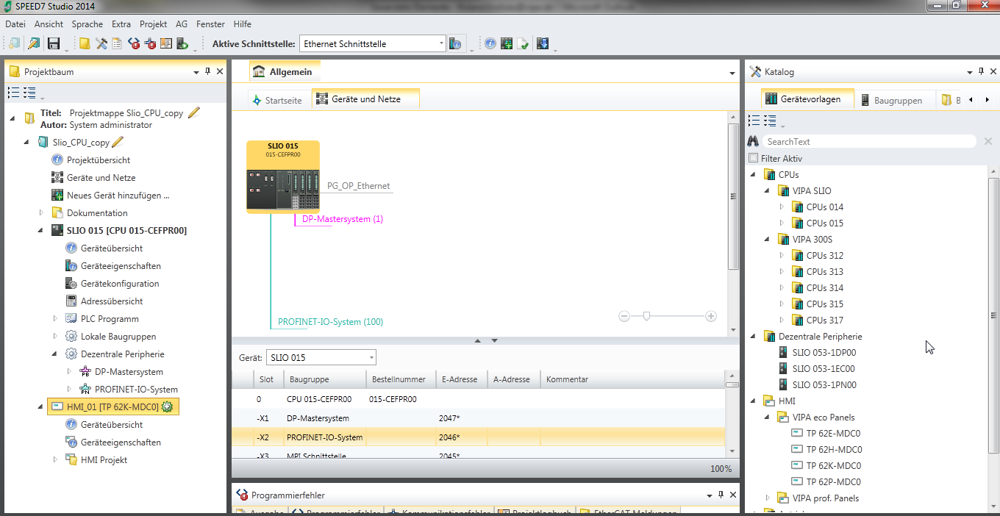 SPEED7 Studio 2014
Datei Ansicht Sprache Extra Projekt AG Fenster Hilfe
Aktive Schnittstelle: Ethernet Schnittstelle
Projektbaum
Titel: Projektmappe Slio_CPU_copy
Autor: System administrator
Slio_CPU_copy
Projektübersicht
Geräte und Netze
Neues Gerät hinzufügen ...
Dokumentation
SLIO 015 [CPU 015-CEFPR00]
Geräteübersicht
Geräteeigenschaften
Gerätekonfiguration
Adressübersicht
PLC Programm
Lokale Baugruppen
Dezentrale Peripherie
DP-Mastersystem
PROFINET-IO-System
HMI_01 [TP 62K-MDC0]
Geräteübersicht
Geräteeigenschaften
HMI Projekt
Allgemein
Startseite Geräte und Netze
SLIO 015
015-CEFPR00
PG_OP_Ethernet
DP-Mastersystem (1)
PROFINET-IO-System (100)
Gerät: SLIO 015
Slot Baugruppe Bestellnummer E-Adresse A-Adresse Kommentar
0 CPU 015-CEFPR00 015-CEFPR00
-X1 DP-Mastersystem 2047*
-X2 PROFINET-IO-System 2046*
-X3 MPI Schnittstelle 2045*
100%
Programmierfehler
Ausgabe Programmierfehler Kommunikationsfehler Projektlogbuch EtherCAT Meldungen
Katalog
Gerätevorlagen Baugruppen B
SearchText
Filter Aktiv
CPUs
VIPA SLIO
CPUs 014
CPUs 015
VIPA 300S
CPUs 312
CPUs 313
CPUs 314
CPUs 315
CPUs 317
Dezentrale Peripherie
SLIO 053-1DP00
SLIO 053-1EC00
SLIO 053-1PN00
HMI
VIPA eco Panels
TP 62E-MDC0
TP 62H-MDC0
TP 62K-MDC0
TP 62P-MDC0
VIPA prof. Panels